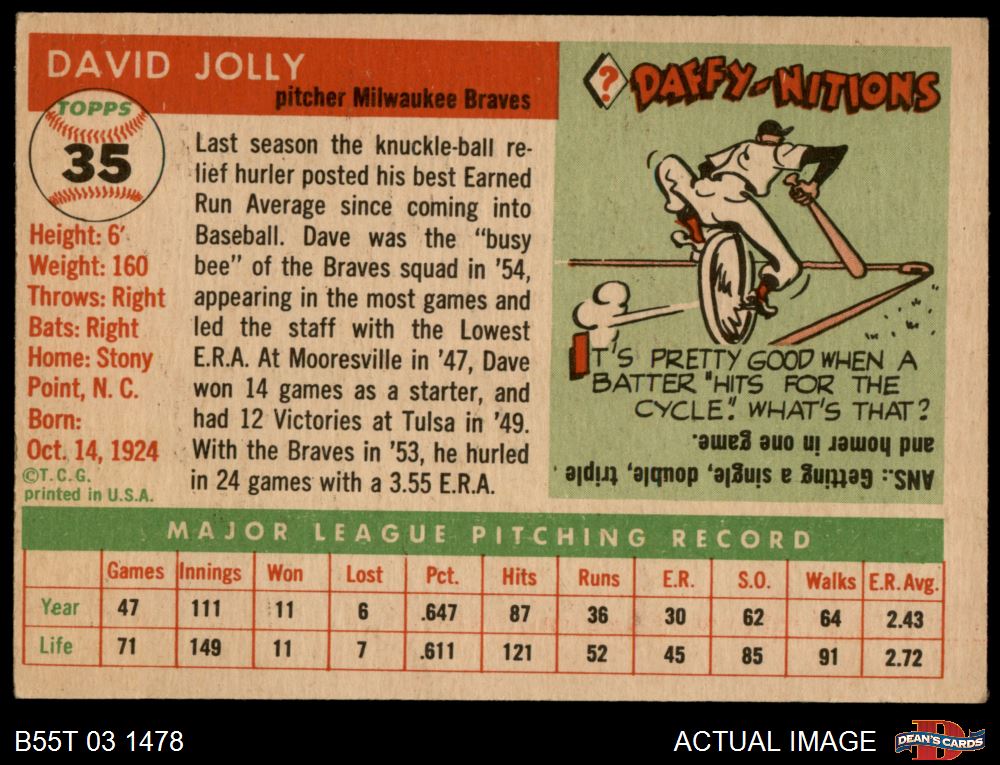 DAVID JOLLY
pitcher Milwaukee Braves
TOPPS
35
Height: 6'
Weight: 160
Throws: Right
Bats: Right
Home: Stony
Point, N. C.
Born:
Oct. 14, 1924
©T.C.G.
printed in U.S.A.
Last season the knuckle-ball re-
lief hurler posted his best Earned
Run Average since coming into
Baseball. Dave was the "busy
bee" of the Braves squad in '54,
appearing in the most games and
led the staff with the Lowest
E.R.A. At Mooresville in '47, Dave
won 14 games as a starter, and
had 12 Victories at Tulsa in '49.
With the Braves in '53, he hurled
in 24 games with a 3.55 E.R.A.
? DAFFY-NITIONS
IT'S PRETTY GOOD WHEN A
BATTER "HITS FOR THE
CYCLE". WHAT'S THAT?
ANS.: Getting a single, double, triple
and homer in one game.
MAJOR LEAGUE PITCHING RECORD
Games Innings Won Lost Pct. Hits Runs E.R. S.O. Walks E.R. Avg.
Year 47 111 11 6 .647 87 36 30 62 64 2.43
Life 71 149 11 7 .611 121 52 45 85 91 2.72
B55T 03 1478
ACTUAL IMAGE
DEAN'S CARDS